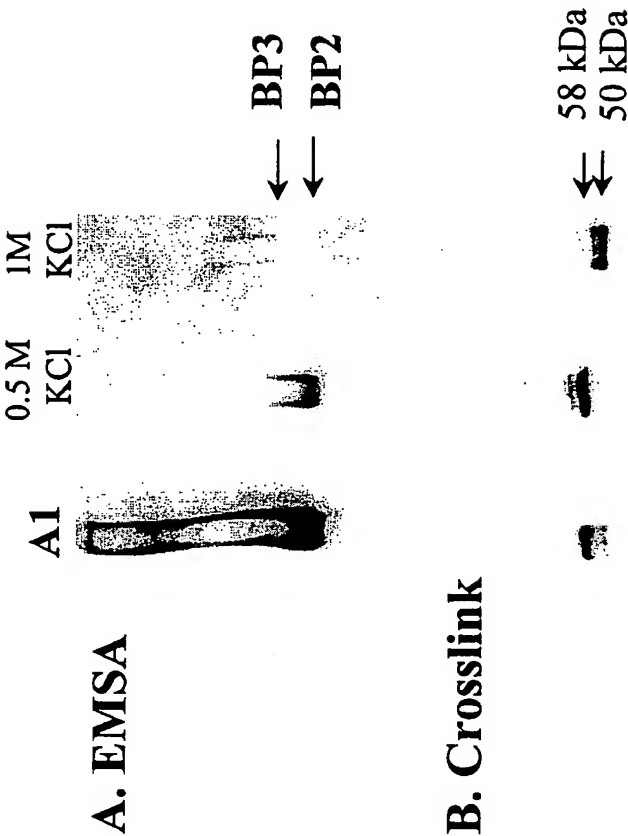 A1
0.5 M
KCl
1M
KCl
A. EMSA
BP3
BP2
B. Crosslink
58 kDa
50 kDa